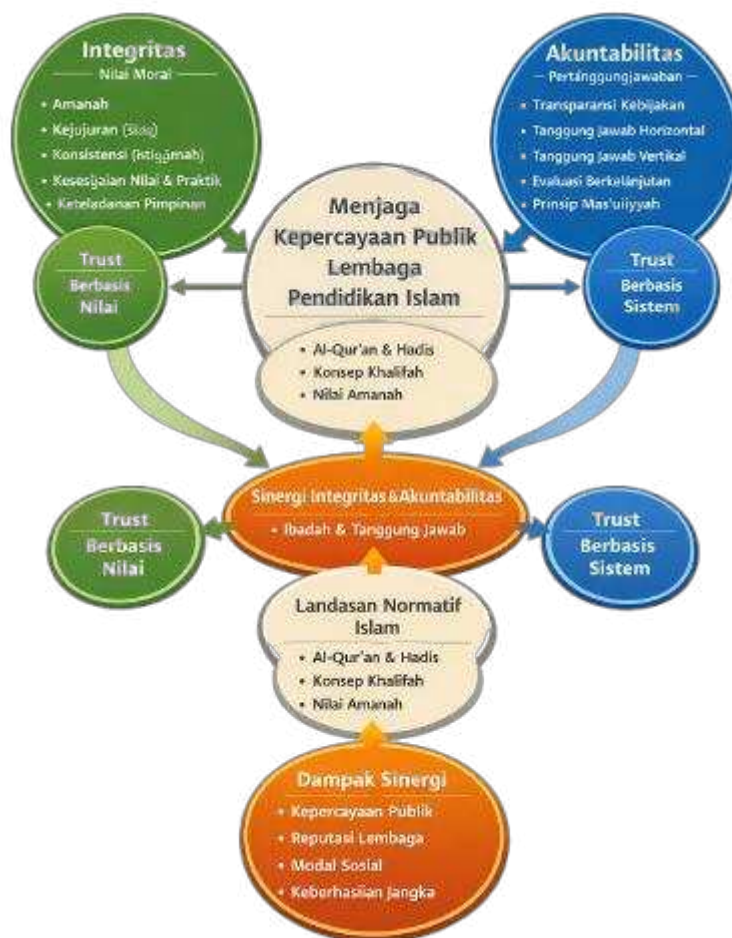 Integritas
Nilai Moral
• Amanah
• Kejujuran
• Konsistensi (istiqāmah)
• Kesesijaian Nilai & Praktik
• Keteladanan Pimpinan
Trust
Berbasis
Nilai
Akuntabilitas
Pertanggungjawaban
• Transparansi Kebijakan
• Tanggung Jawab Horizontal
• Tanggung Jawab Vertikal
• Evaluasi Berkelanjutan
• Prinsip Mas'uiiyyah
Trust
Berbasis
Sistem
Menjaga
Kepercayaan Publik
Lembaga
Pendidikan Islam
• Al-Qur'an & Hadis
• Konsep Khalifah
• Nilai Amanah
Sinergi Integritas & Akuntabilitas
• Ibadah & Tanggung Jawab
Trust
Berbasis
Nilai
Trust
Berbasis
Sistem
Landasan Normatif
Islam
• Al-Qur'an & Hadis
• Konsep Khalifah
• Nilai Amanah
Dampak Sinergi
• Kepercayaan Publik
• Reputasi Lembaga
• Modal Sosial
• Keberhasiian Jangka